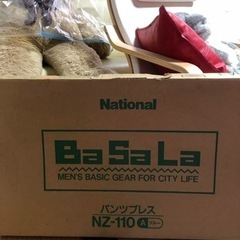 National
BaSaLa
MEN'S BASIC GEAR FOR CITY LIFE
パンツプレス
NZ-110 A